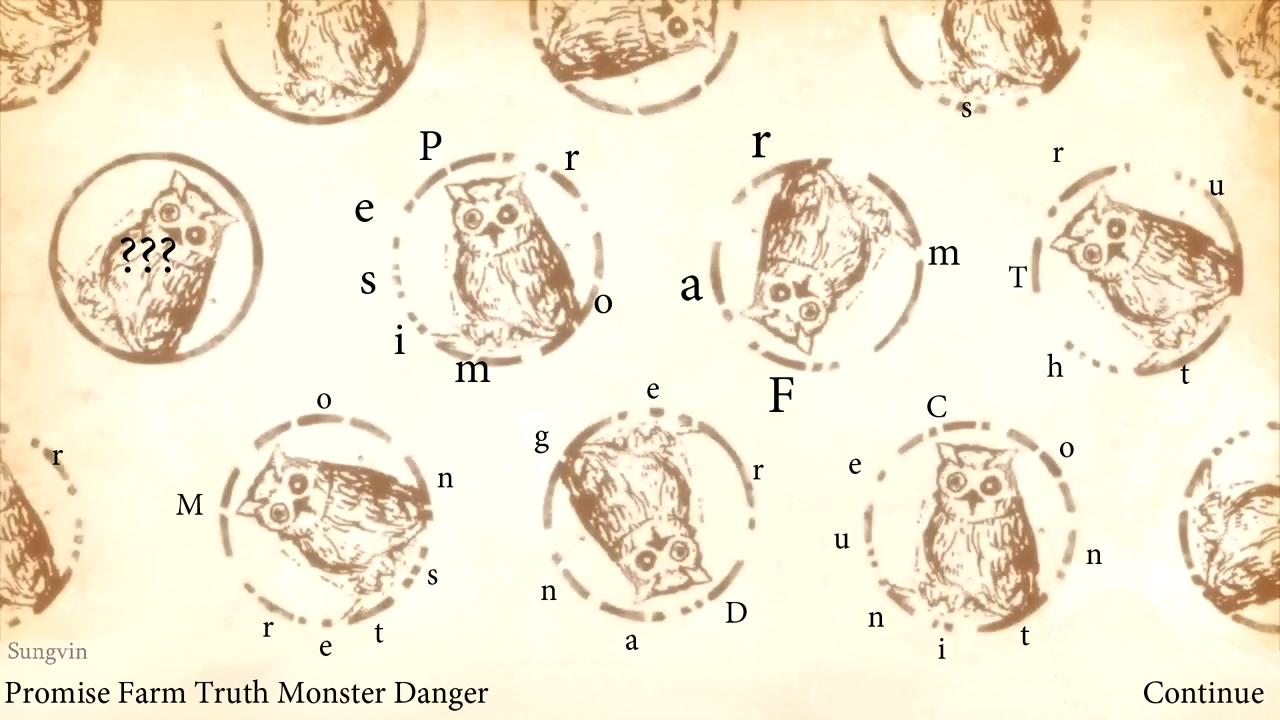 s
???
P r o m i s e
F a r m
T r u t h
r
M o n s t e r
D a n g e r
C o n t i n u e
Sungvin
Promise Farm Truth Monster Danger
Continue